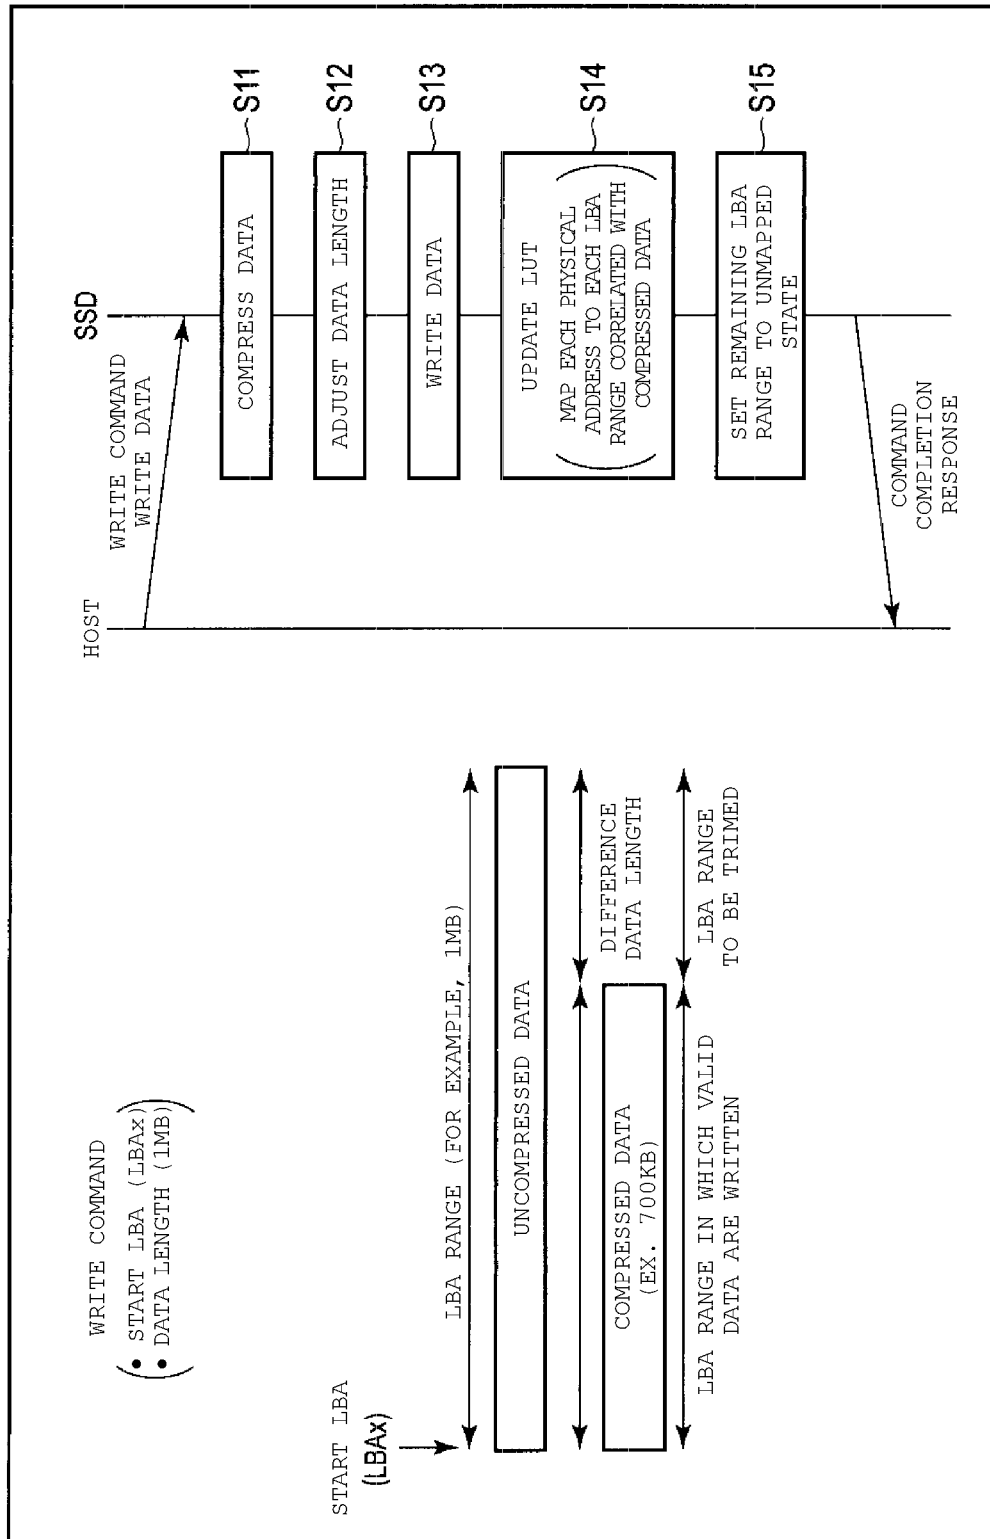 WRITE COMMAND
• START LBA (LBAx)
• DATA LENGTH (1MB)
START LBA
(LBAx)
LBA RANGE (FOR EXAMPLE, 1MB)
UNCOMPRESSED DATA
DIFFERENCE
DATA LENGTH
COMPRESSED DATA
(EX. 700KB)
LBA RANGE IN WHICH VALID
DATA ARE WRITTEN
LBA RANGE
TO BE TRIMED
HOST
SSD
WRITE COMMAND
WRITE DATA
COMPRESS DATA
S11
ADJUST DATA LENGTH
S12
WRITE DATA
S13
UPDATE LUT
MAP EACH PHYSICAL
ADDRESS TO EACH LBA
RANGE CORRELATED WITH
COMPRESSED DATA
S14
SET REMAINING LBA
RANGE TO UNMAPPED
STATE
S15
COMMAND
COMPLETION
RESPONSE